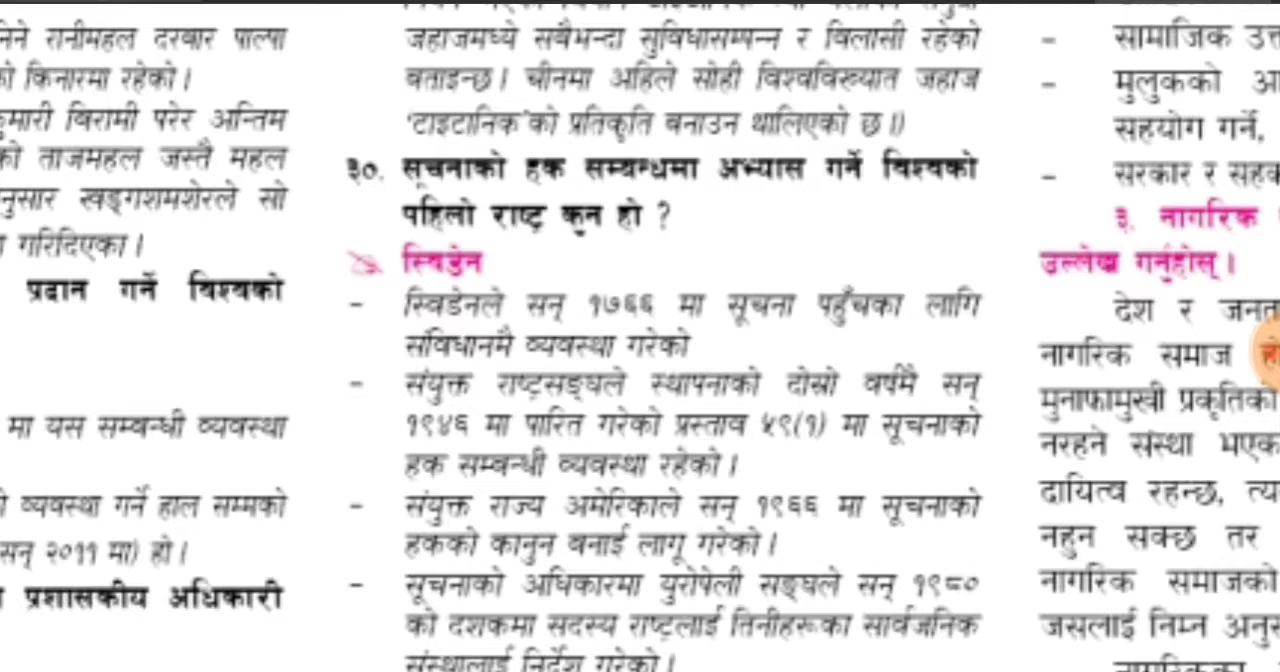 रानीमहल दरबार पाल्पा
किनारमा रहेको।
बिरामी परेर अन्तिम
ताजमहल जस्तै महल
खड्गशमशेरले सो
गरिदिएका।
प्रदान गर्ने विश्वको
मा यस सम्बन्धी व्यवस्था
व्यवस्था गर्ने हाल सम्मको
सन् २०११ मा) हो।
प्रशासकीय अधिकारी
जहाजमध्ये सबैभन्दा सुविधासम्पन्न र विलासी रहेको
बताइन्छ। चीनमा अहिले सोही विश्वविख्यात जहाज
'टाइटानिक'को प्रतिकृति बनाउन थालिएको छ।)
३०. सूचनाको हक सम्बन्धमा अभ्यास गर्ने विश्वको
पहिलो राष्ट्र कुन हो ?
स्विडेन
- स्विडेनले सन् १७६६ मा सूचना पहुँचका लागि
संविधानमै व्यवस्था गरेको
- संयुक्त राष्ट्रसङ्घले स्थापनाको दोस्रो वर्षमै सन्
१९४६ मा पारित गरेको प्रस्ताव ५९(१) मा सूचनाको
हक सम्बन्धी व्यवस्था रहेको।
- संयुक्त राज्य अमेरिकाले सन् १९६६ मा सूचनाको
हकको कानुन बनाई लागू गरेको।
- सूचनाको अधिकारमा युरोपेली सङ्घले सन् १९८०
को दशकमा सदस्य राष्ट्रलाई तिनीहरूका सार्वजनिक
संस्थालाई निर्देश गरेको।
- सामाजिक
- मुलुकको
सहयोग गर्ने,
- सरकार र
३. नागरिक
उल्लेख गर्नुहोस्।
देश र
नागरिक समाज
मुनाफामुखी प्रकृतिको
नरहने संस्था
दायित्व रहन्छ,
नहुन सक्छ तर
नागरिक समाजको
जसलाई निम्न